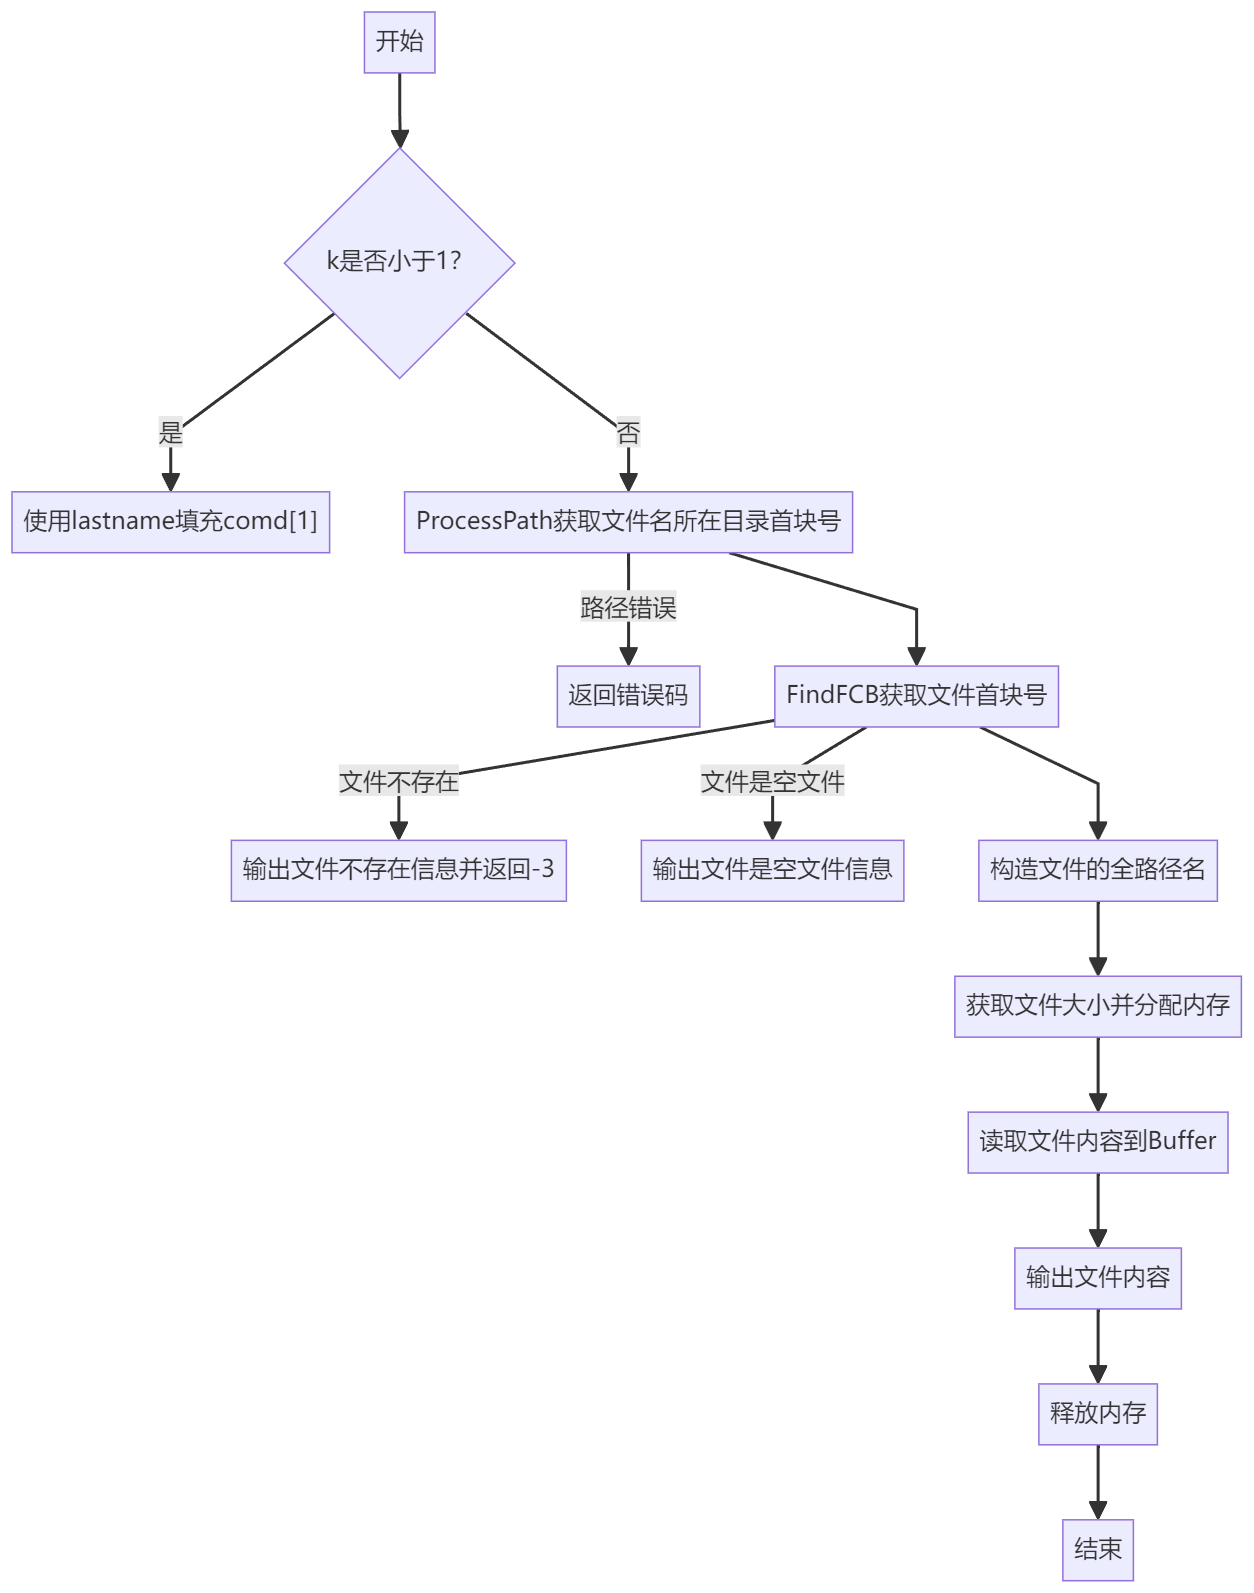 开始
k是否小于1?
是
否
使用lastname填充comd[1]
ProcessPath获取文件名所在目录首块号
路径错误
返回错误码
FindFCB获取文件首块号
文件不存在
文件是空文件
输出文件不存在信息并返回-3
输出文件是空文件信息
构造文件的全路径名
获取文件大小并分配内存
读取文件内容到Buffer
输出文件内容
释放内存
结束